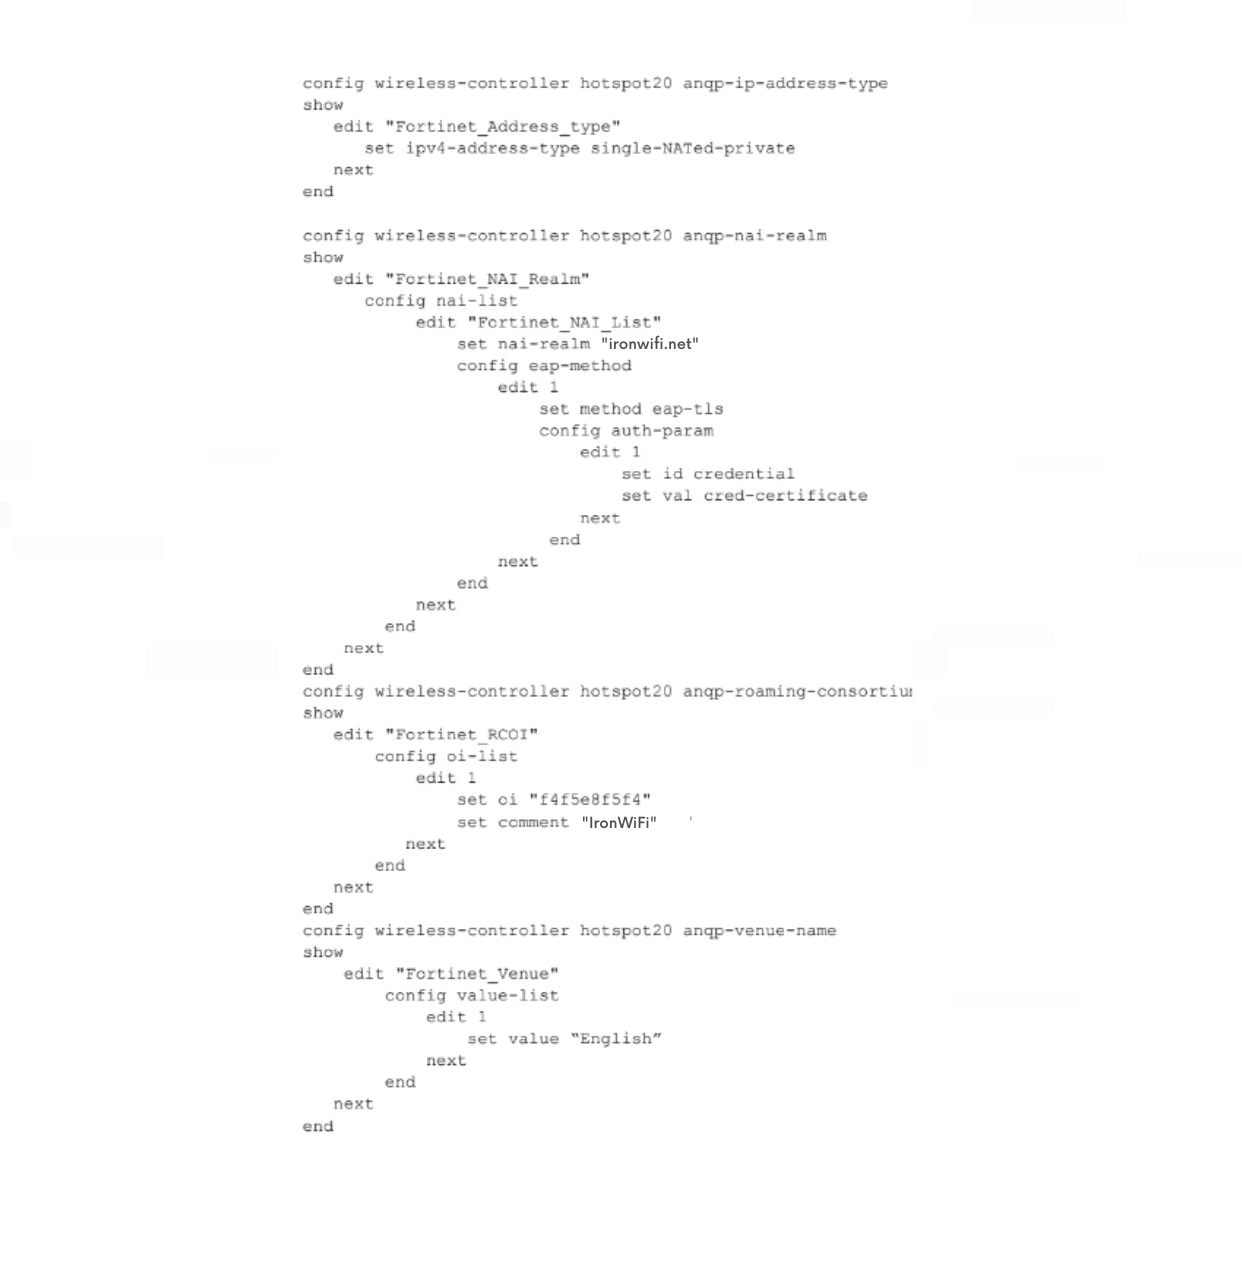 config wireless-controller hotspot20 anqp-ip-address-type
show
edit "Fortinet_Address_type"
set ipv4-address-type single-NATed-private
next
end
config wireless-controller hotspot20 anqp-nai-realm
show
edit "Fortinet_NAI_Realm"
config nai-list
edit "Fortinet_NAI_List"
set nai-realm "ironwifi.net"
config eap-method
edit 1
set method eap-tls
config auth-param
edit 1
set id credential
set val cred-certificate
next
end
next
end
next
end
next
end
config wireless-controller hotspot20 anqp-roaming-consortiu
show
edit "Fortinet_RCOI"
config oi-list
edit 1
set oi "f4f5e8f5f4"
set comment "IronWiFi" '
next
end
next
end
config wireless-controller hotspot20 anqp-venue-name
show
edit "Fortinet_Venue"
config value-list
edit 1
set value “English”
next
end
next
end